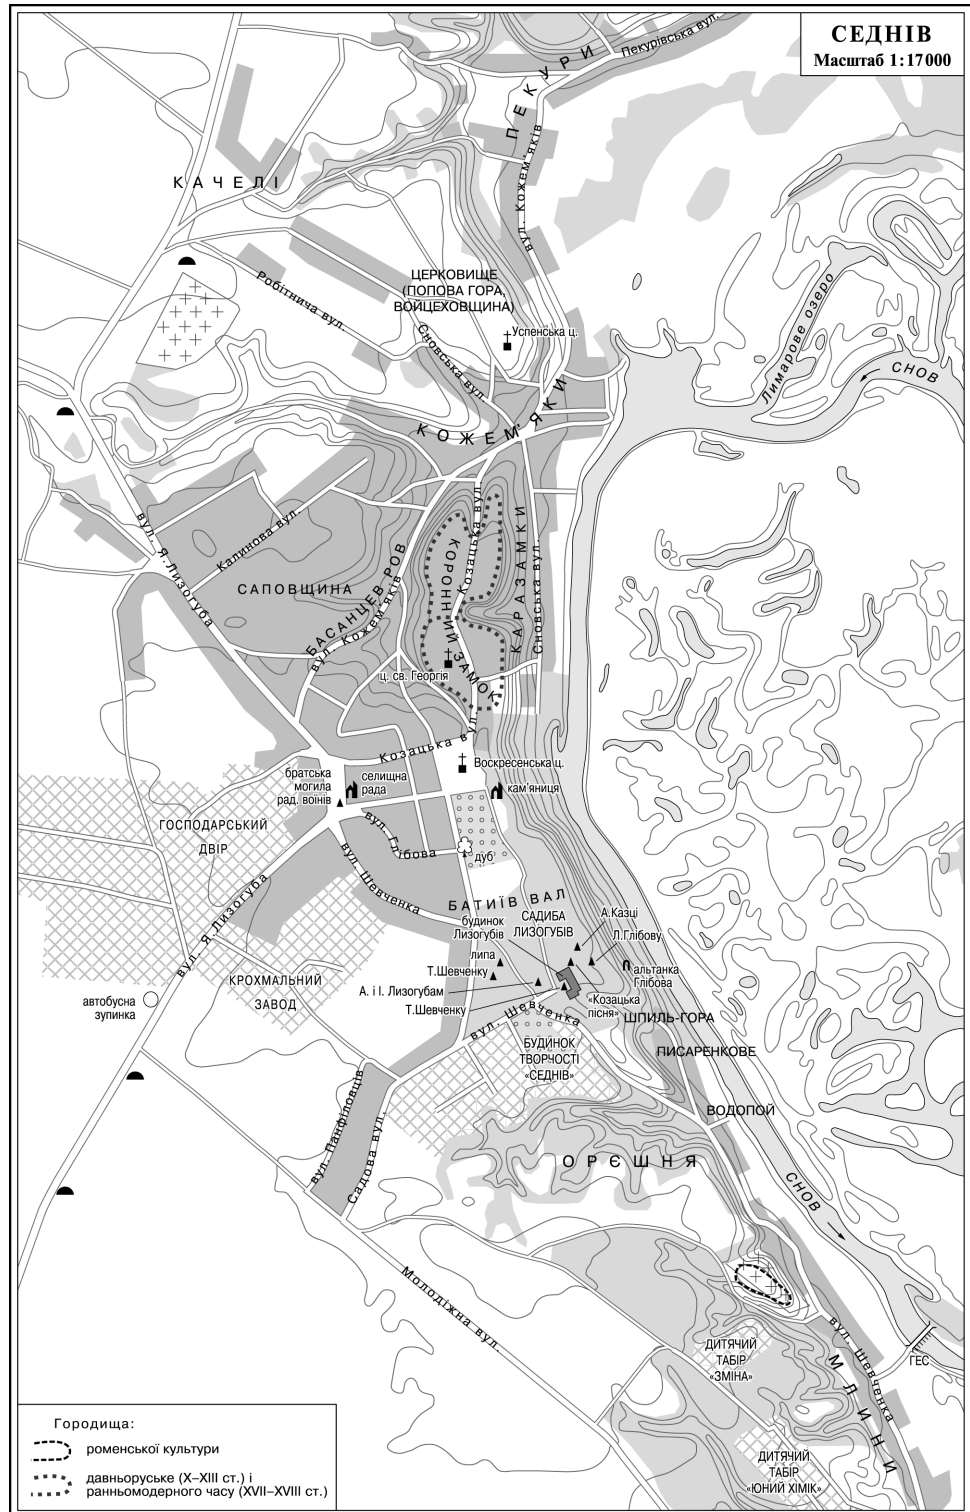 СЕДНІВ
Масштаб 1:17000
Пекурівська вул.
ПЕКУРИ
вул. Кожем'яків
КАЧЕЛІ
ЦЕРКОВИЩЕ
(ПОПОВА ГОРА,
ВОЙЦЕХОВЩИНА)
Робітнича вул.
Успенська ц.
Сновська вул.
Лимарове озеро
СНОВ
КОЖЕМ'ЯКИ
вул. Я.Лизогуба
Калинова вул.
САПОВЩИНА
БАСАНЦЕВ РОВ
вул. Кожем'яків
КОРОННИЙ ЗАМОК
Козацька вул.
КАРАЗАМКИ
Сновська вул.
ц. св. Георгія
Козацька вул.
Воскресенська ц.
братська
могила
рад. воїнів
селищна
рада
кам'яниця
ГОСПОДАРСЬКИЙ
ДВІР
вул. Глібова
дуб
вул. Шевченка
вул. Я.Лизогуба
БАТИЇВ ВАЛ
будинок
Лизогубів
САДИБА
ЛИЗОГУБІВ
А.Казці
Л.Глібову
липа
Т.Шевченку
А. і І. Лизогубам
Т.Шевченку
альтанка
Глібова
«Козацька
пісня»
КРОХМАЛЬНИЙ
ЗАВОД
автобусна
зупинка
вул. Шевченка
ШПИЛЬ-ГОРА
БУДИНОК
ТВОРЧОСТІ
«СЕДНІВ»
ПИСАРЕНКОВЕ
ВОДОПОЙ
вул. Панфіловців
Садова вул.
ОРЄШНЯ
СНОВ
Молодіжна вул.
вул. Шевченка
ГЕС
ДИТЯЧИЙ
ТАБІР
«ЗМІНА»
МЛИНИ
ДИТЯЧИЙ
ТАБІР
«ЮНИЙ ХІМІК»
Городища:
роменської культури
давньоруське (X–XIII ст.) і
ранньомодерного часу (XVII–XVIII ст.)